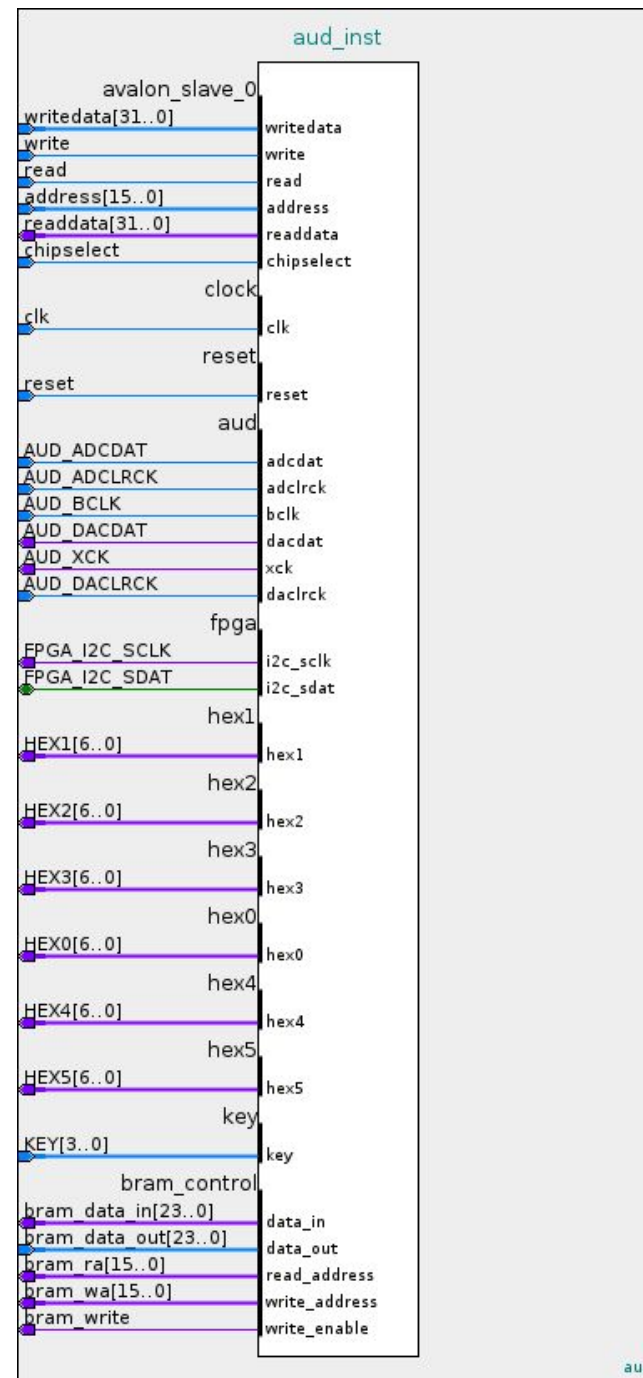 aud_inst
avalon_slave_0
writedata[31..0] writedata
write write
read read
address[15..0] address
readdata[31..0] readdata
chipselect chipselect
clock
clk clk
reset
reset reset
aud
AUD_ADCDAT adcdat
AUD_ADCLRCK adclrck
AUD_BCLK bclk
AUD_DACDAT dacdat
AUD_XCK xck
AUD_DACLRCK daclrck
fpga
FPGA_I2C_SCLK i2c_sclk
FPGA_I2C_SDAT i2c_sdat
hex1
HEX1[6..0] hex1
hex2
HEX2[6..0] hex2
hex3
HEX3[6..0] hex3
hex0
HEX0[6..0] hex0
hex4
HEX4[6..0] hex4
hex5
HEX5[6..0] hex5
key
KEY[3..0] key
bram_control
bram_data_in[23..0] data_in
bram_data_out[23..0] data_out
bram_ra[15..0] read_address
bram_wa[15..0] write_address
bram_write write_enable
au